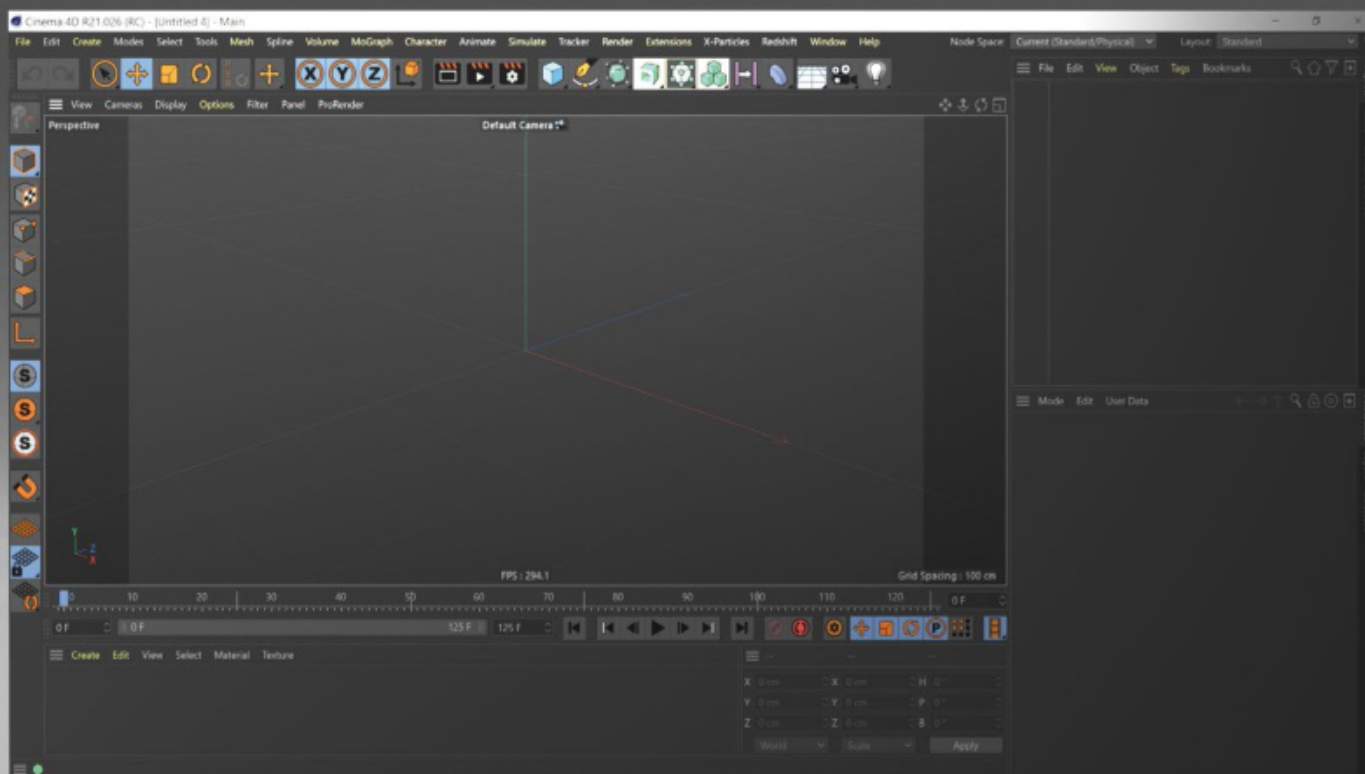 Cinema 4D R21.026 (RC) - [Untitled 4] - Main
File Edit Create Modes Select Tools Mesh Spline Volume MoGraph Character Animate Simulate Tracker Render Extensions X-Particles Redshift Window Help Node Space: Current (Standard/Physical) Layout: Standard
X Y Z
File Edit View Object Tags Bookmarks
View Cameras Display Options Filter Panel ProRender
Perspective
Default Camera
S
S
S
Mode Edit User Data
Y
Z
X
FPS : 294.1
Grid Spacing : 100 cm
0 10 20 30 40 50 60 70 80 90 100 110 120 0 F
0 F 0 F 125 F 125 F P
Create Edit View Select Material Texture
X 0 cm X 0 cm H 0°
Y 0 cm Y 0 cm P 0°
Z 0 cm Z 0 cm B 0°
World Scale Apply